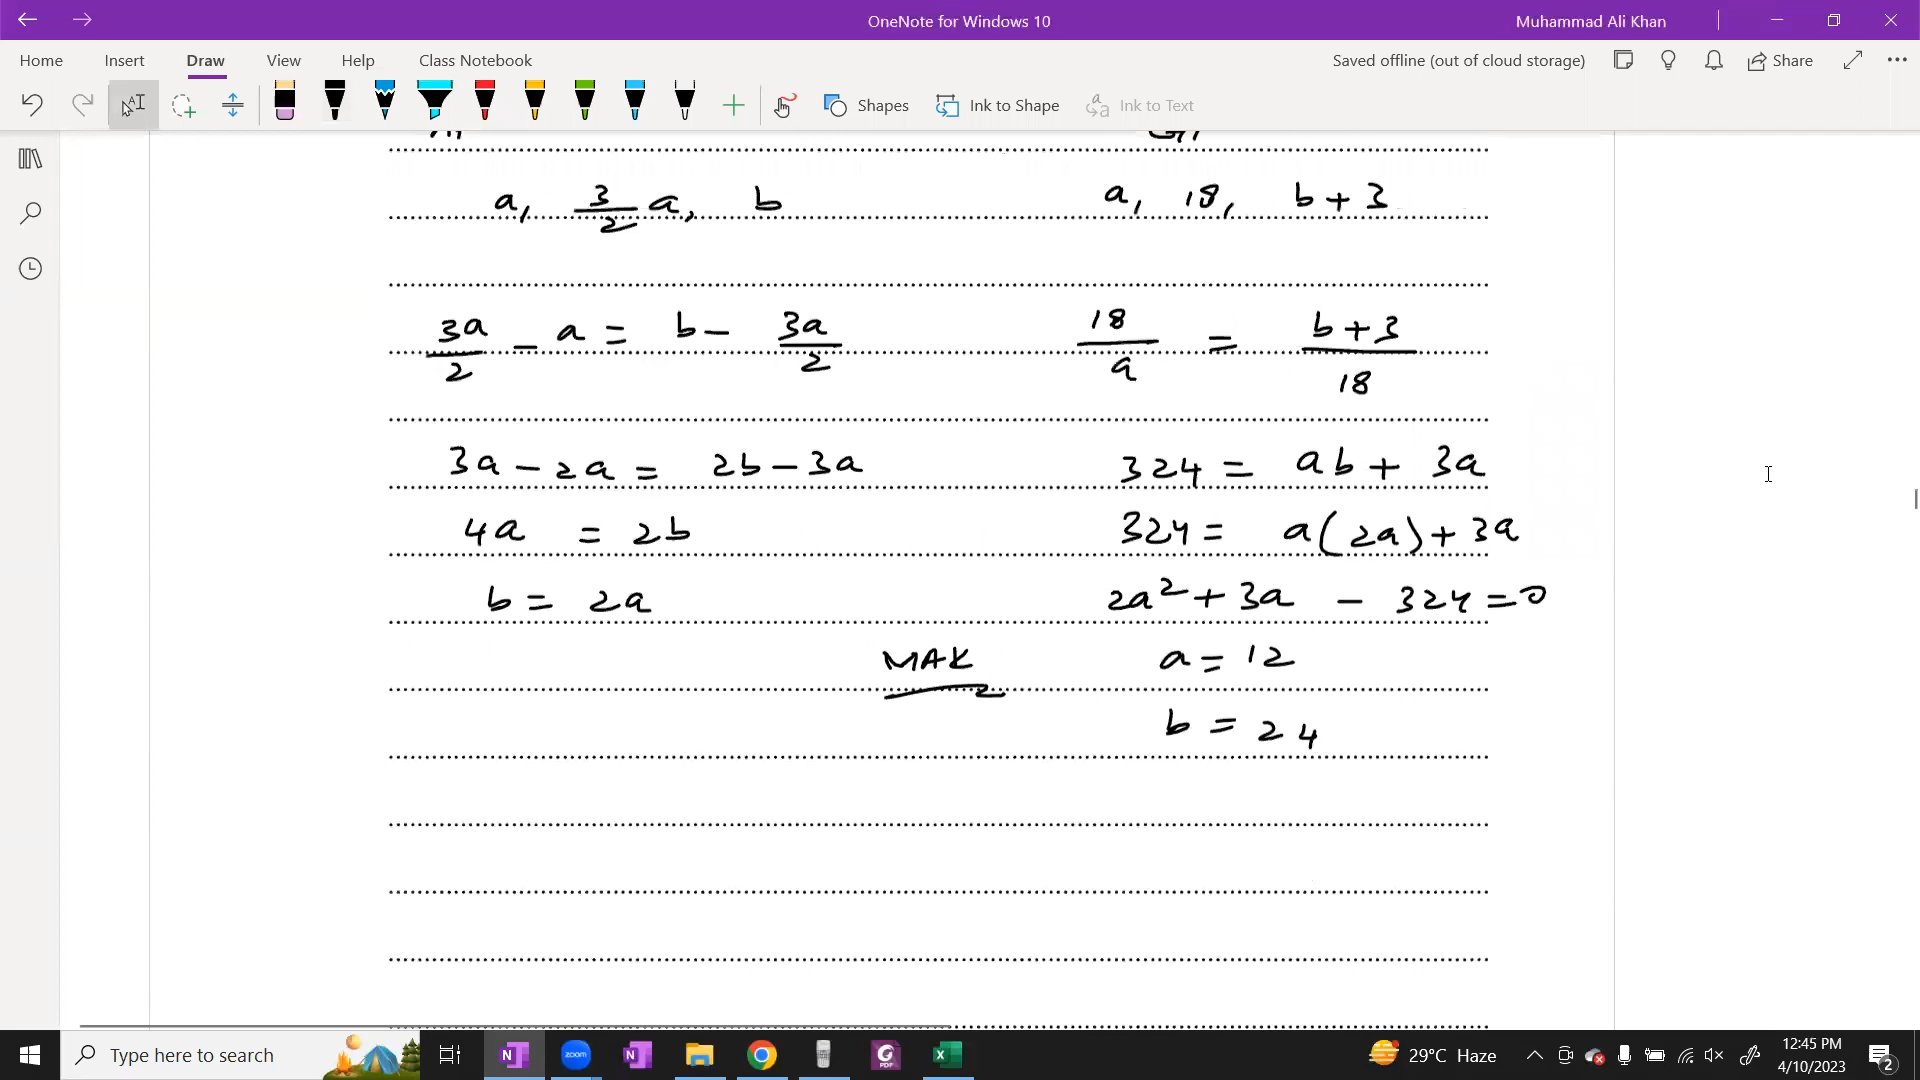 OneNote for Windows 10
Muhammad Ali Khan
Home Insert Draw View Help Class Notebook
Saved offline (out of cloud storage) Share
Shapes Ink to Shape Ink to Text
a, 3/2 a, b
a, 18, b+3
3a/2 - a = b - 3a/2
18/a = b+3/18
3a - 2a = 2b - 3a
324 = ab + 3a
4a = 2b
324 = a(2a) + 3a
b = 2a
2a² + 3a - 324 = 0
MAK
a = 12
b = 24
Type here to search
zoom
29°C Haze
12:45 PM
4/10/2023
2